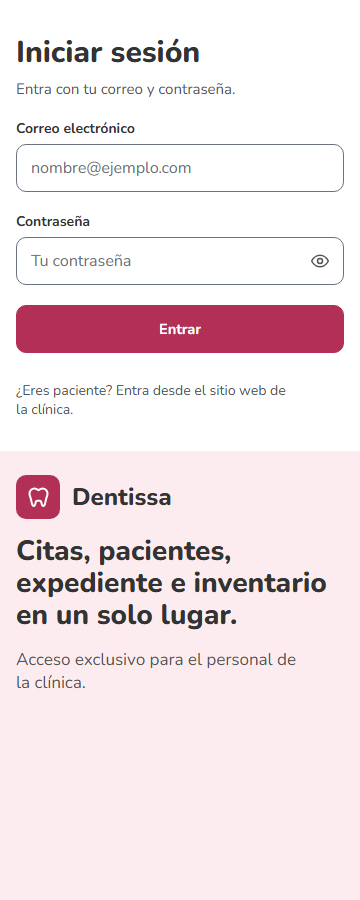 Iniciar sesión
Entra con tu correo y contraseña.
Correo electrónico
nombre@ejemplo.com
Contraseña
Tu contraseña
Entrar
¿Eres paciente? Entra desde el sitio web de
la clínica.
Dentissa
Citas, pacientes,
expediente e inventario
en un solo lugar.
Acceso exclusivo para el personal de
la clínica.